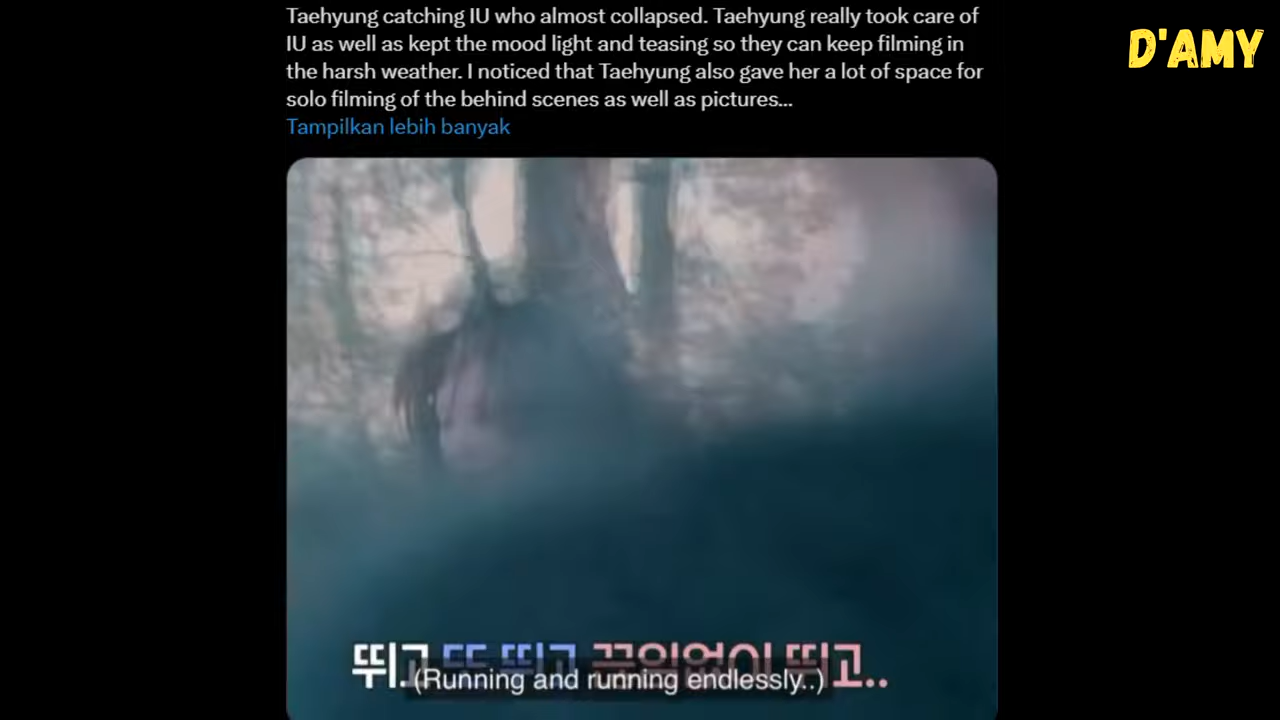 Taehyung catching IU who almost collapsed. Taehyung really took care of
IU as well as kept the mood light and teasing so they can keep filming in
the harsh weather. I noticed that Taehyung also gave her a lot of space for
solo filming of the behind scenes as well as pictures...
Tampilkan lebih banyak
D'AMY
뛰고 또 뛰고 끊임없이 뛰고..
(Running and running endlessly..)